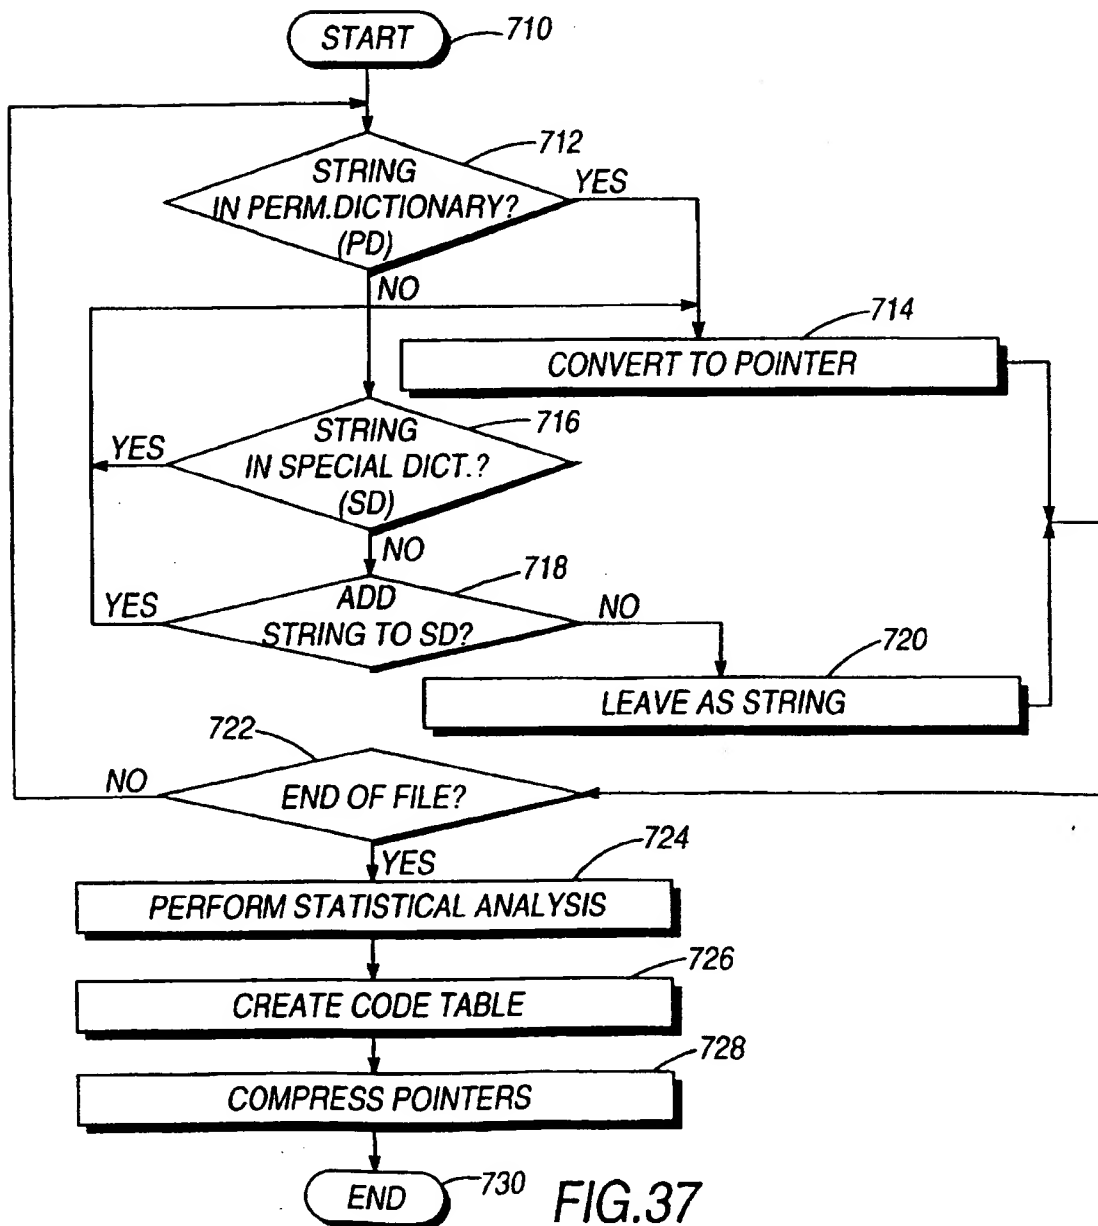 START
710
712
STRING
IN PERM.DICTIONARY?
(PD)
YES
NO
714
CONVERT TO POINTER
716
STRING
IN SPECIAL DICT.?
(SD)
YES
NO
718
ADD
STRING TO SD?
YES
NO
720
LEAVE AS STRING
722
NO
END OF FILE?
YES
724
PERFORM STATISTICAL ANALYSIS
726
CREATE CODE TABLE
728
COMPRESS POINTERS
END
730
FIG.37